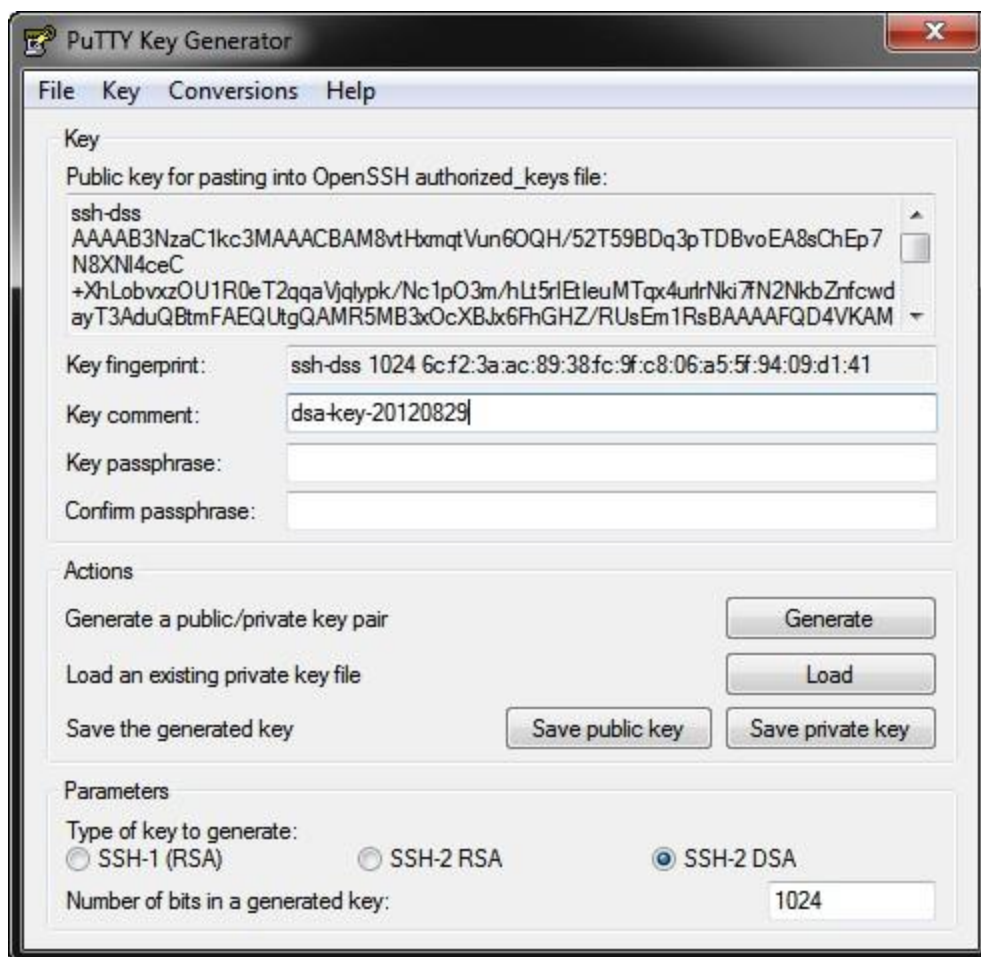 PuTTY Key Generator
File Key Conversions Help
Key
Public key for pasting into OpenSSH authorized_keys file:
ssh-dss
AAAAB3NzaC1kc3MAAACBAM8vtHxmqtVun6OQH/52T59BDq3pTDBvoEA8sChEp7
N8XNl4ceC
+XhLobvxzOU1R0eT2qqaVjqlypk/Nc1pO3m/hLt5rlEtIeuMTqx4urlrNki7fN2NkbZnfcwd
ayT3AduQBtmFAEQUtgQAMR5MB3xOcXBJx6FhGHZ/RUsEm1RsBAAAAFQD4VKAM
Key fingerprint: ssh-dss 1024 6c:f2:3a:ac:89:38:fc:9f:c8:06:a5:5f:94:09:d1:41
Key comment: dsa-key-20120829
Key passphrase:
Confirm passphrase:
Actions
Generate a public/private key pair Generate
Load an existing private key file Load
Save the generated key Save public key Save private key
Parameters
Type of key to generate:
SSH-1 (RSA) SSH-2 RSA SSH-2 DSA
Number of bits in a generated key: 1024